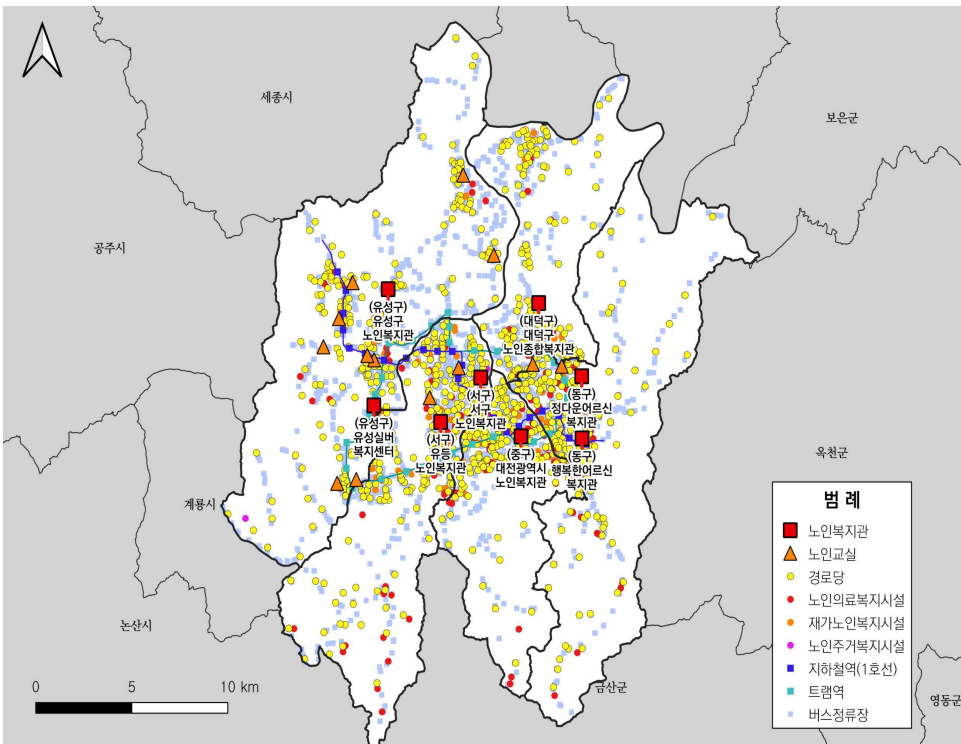 세종시
보은군
공주시
(유성구)
유성구
노인복지관
(대덕구)
대덕구
노인종합복지관
(서구)
서구
노인복지관
(동구)
정다운어르신
복지관
(유성구)
유성실버
복지센터
(서구)
유등
노인복지관
(중구)
대전광역시
노인복지관
(동구)
행복한어르신
복지관
옥천군
계룡시
논산시
금산군
영동군
0 5 10 km
범 례
노인복지관
노인교실
경로당
노인의료복지시설
재가노인복지시설
노인주거복지시설
지하철역(1호선)
트램역
버스정류장